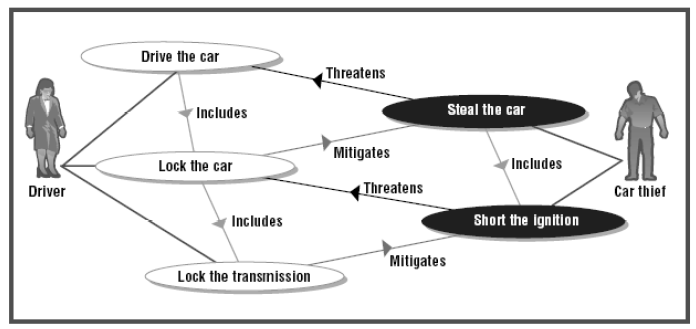 Drive the car
Threatens
Steal the car
Includes
Mitigates
Lock the car
Includes
Driver
Threatens
Car thief
Includes
Short the ignition
Mitigates
Lock the transmission